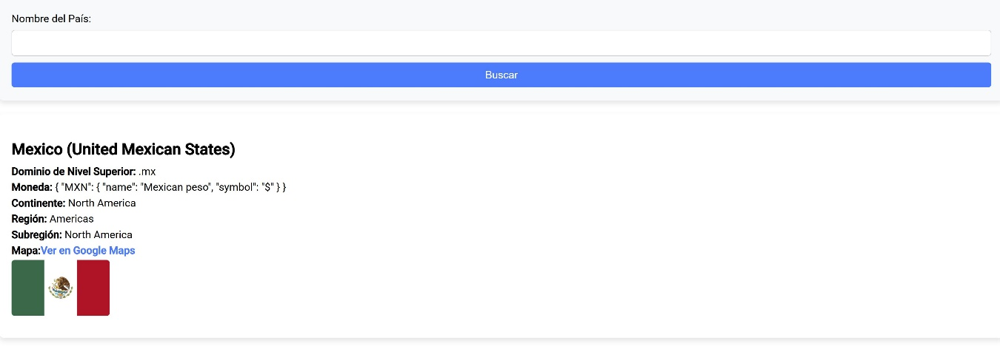 Nombre del País:
Buscar
Mexico (United Mexican States)
Dominio de Nivel Superior: .mx
Moneda: { "MXN": { "name": "Mexican peso", "symbol": "$" } }
Continente: North America
Región: Americas
Subregión: North America
Mapa:Ver en Google Maps